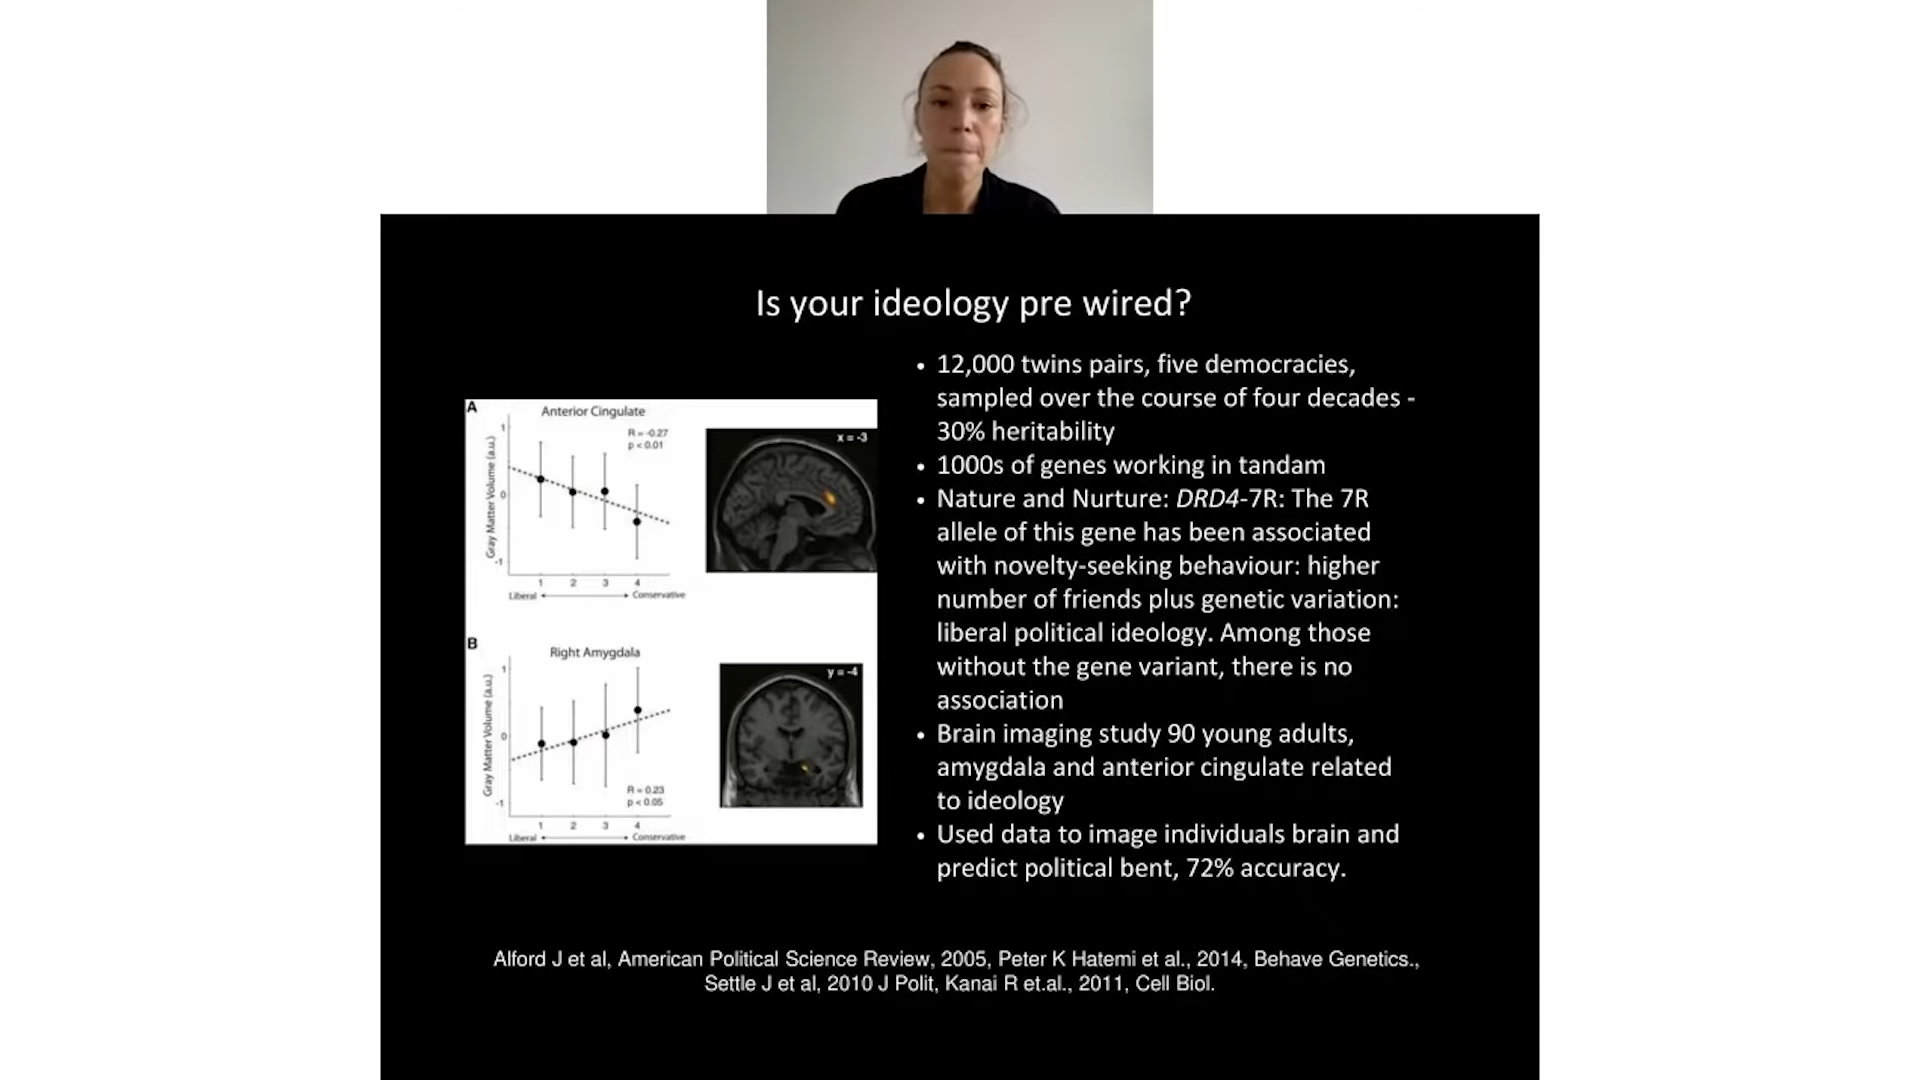 Is your ideology pre wired?
• 12,000 twins pairs, five democracies,
sampled over the course of four decades -
30% heritability
• 1000s of genes working in tandam
• Nature and Nurture: DRD4-7R: The 7R
allele of this gene has been associated
with novelty-seeking behaviour: higher
number of friends plus genetic variation:
liberal political ideology. Among those
without the gene variant, there is no
association
• Brain imaging study 90 young adults,
amygdala and anterior cingulate related
to ideology
• Used data to image individuals brain and
predict political bent, 72% accuracy.
A
Anterior Cingulate
R = -0.27
p < 0.01
Gray Matter Volume (a.u.)
1
0
-1
1 2 3 4
Liberal Conservative
x = -3
B
Right Amygdala
Gray Matter Volume (a.u.)
1
0
-1
R = 0.23
p < 0.05
1 2 3 4
Liberal Conservative
y = -4
Alford J et al, American Political Science Review, 2005, Peter K Hatemi et al., 2014, Behave Genetics.,
Settle J et al, 2010 J Polit, Kanai R et.al., 2011, Cell Biol.